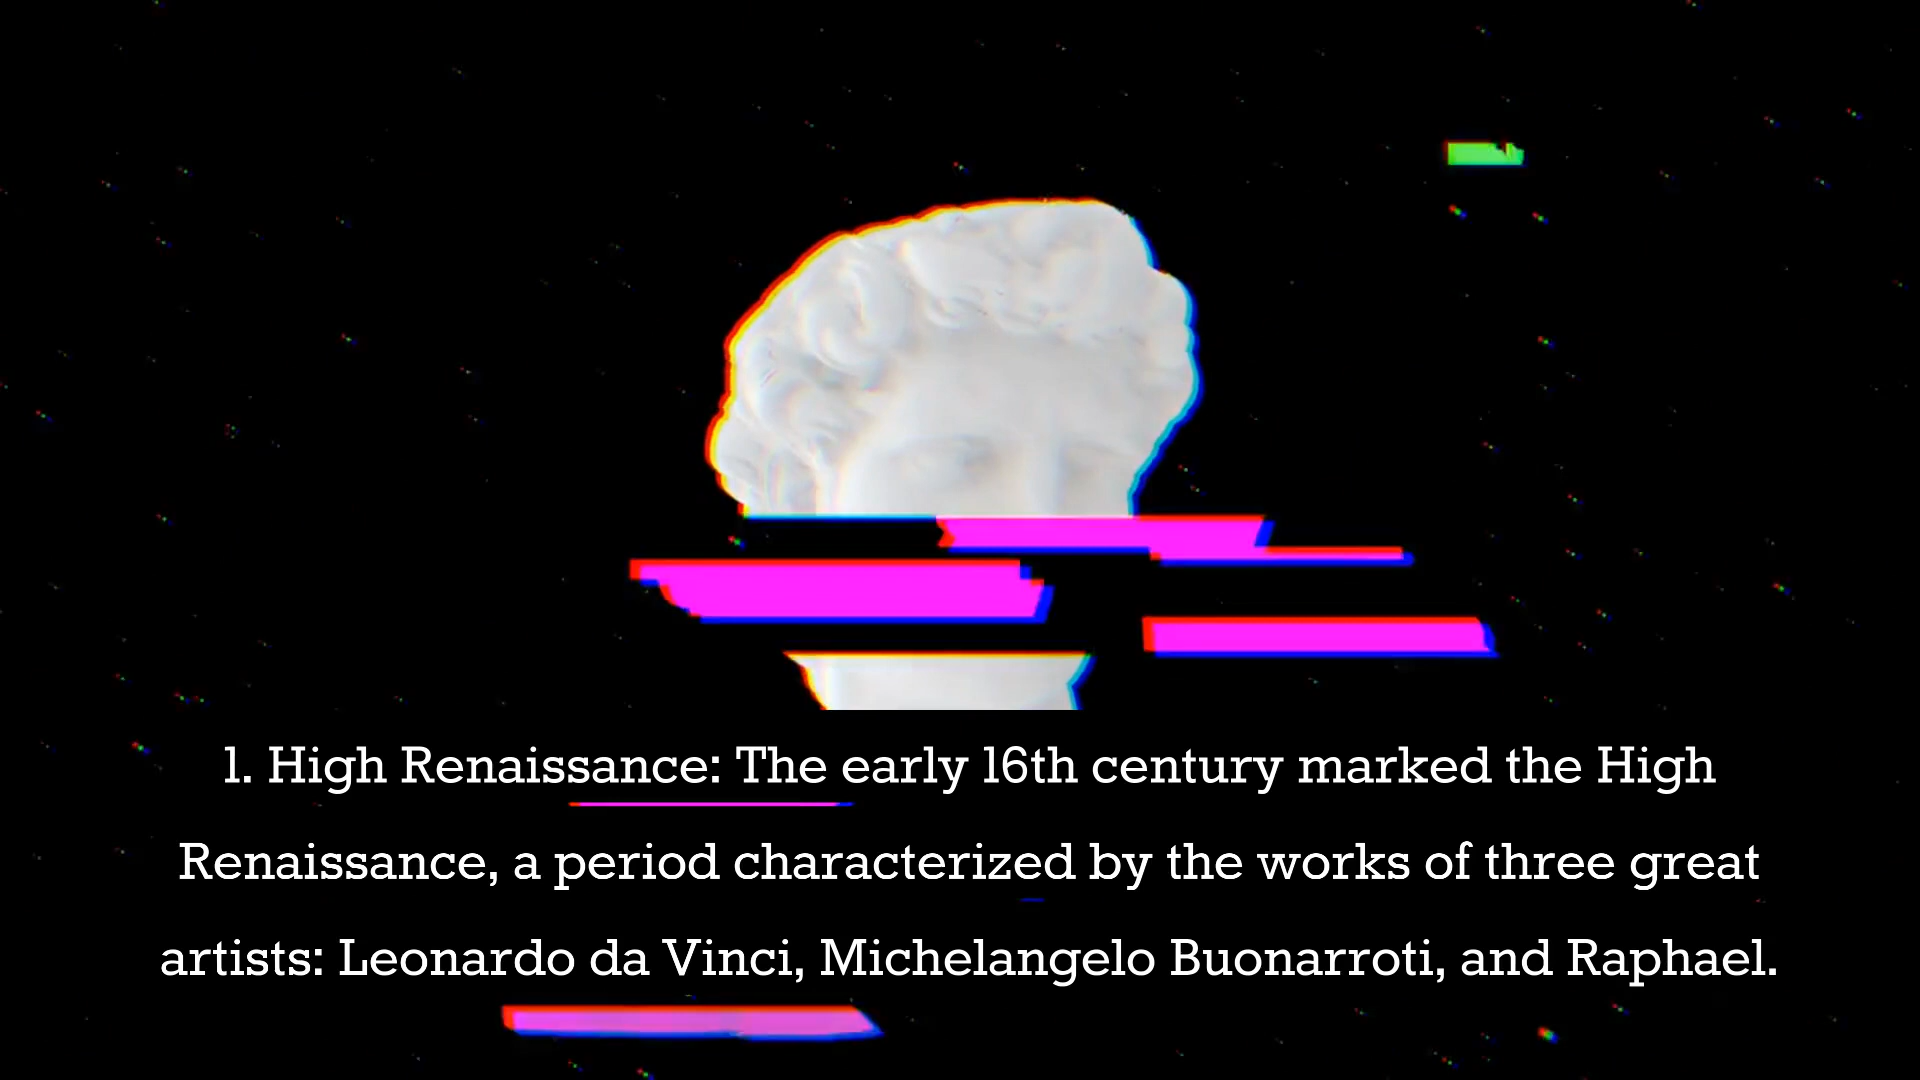 1. High Renaissance: The early 16th century marked the High
Renaissance, a period characterized by the works of three great
artists: Leonardo da Vinci, Michelangelo Buonarroti, and Raphael.